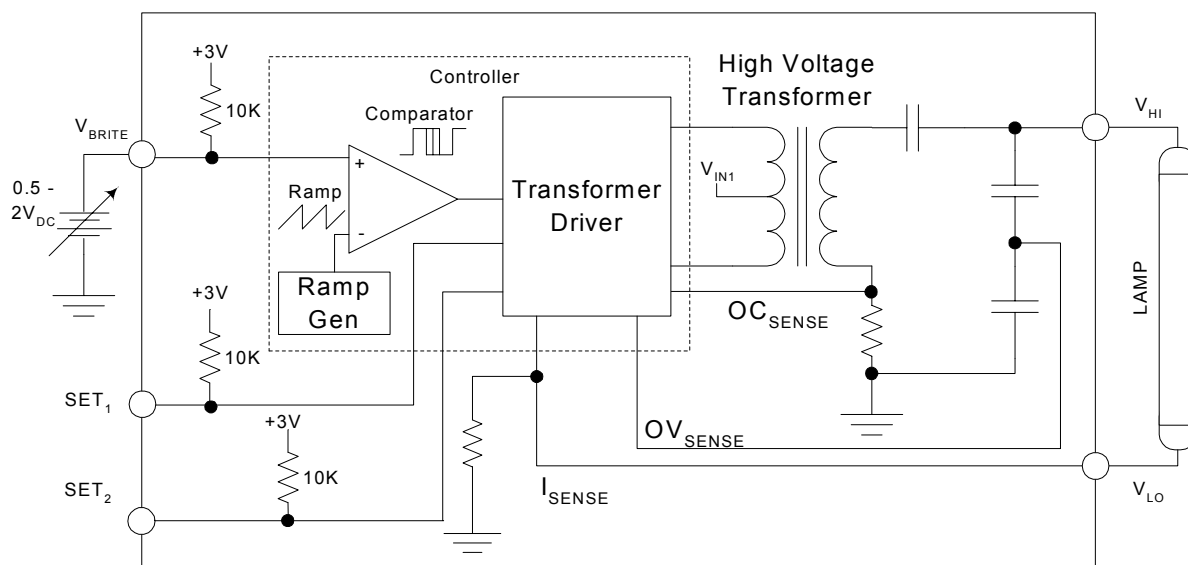 +3V
10K
V_BRITE
0.5 -
2V_DC
Controller
Comparator
+
Ramp
-
Ramp
Gen
Transformer
Driver
High Voltage
Transformer
V_IN1
OC_SENSE
V_HI
LAMP
V_LO
+3V
10K
SET_1
+3V
10K
SET_2
OV_SENSE
I_SENSE